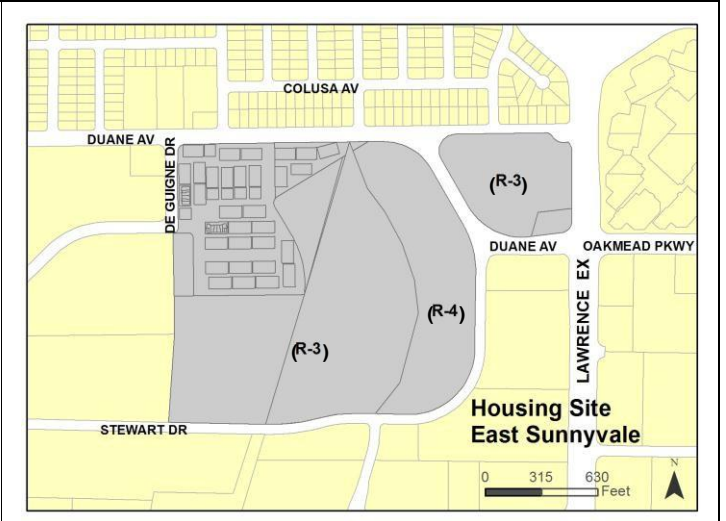 COLUSA AV
DUANE AV
DE GUIGNE DR
(R-3)
DUANE AV
OAKMEAD PKWY
LAWRENCE EX
(R-4)
(R-3)
STEWART DR
Housing Site
East Sunnyvale
0 315 630
Feet
N